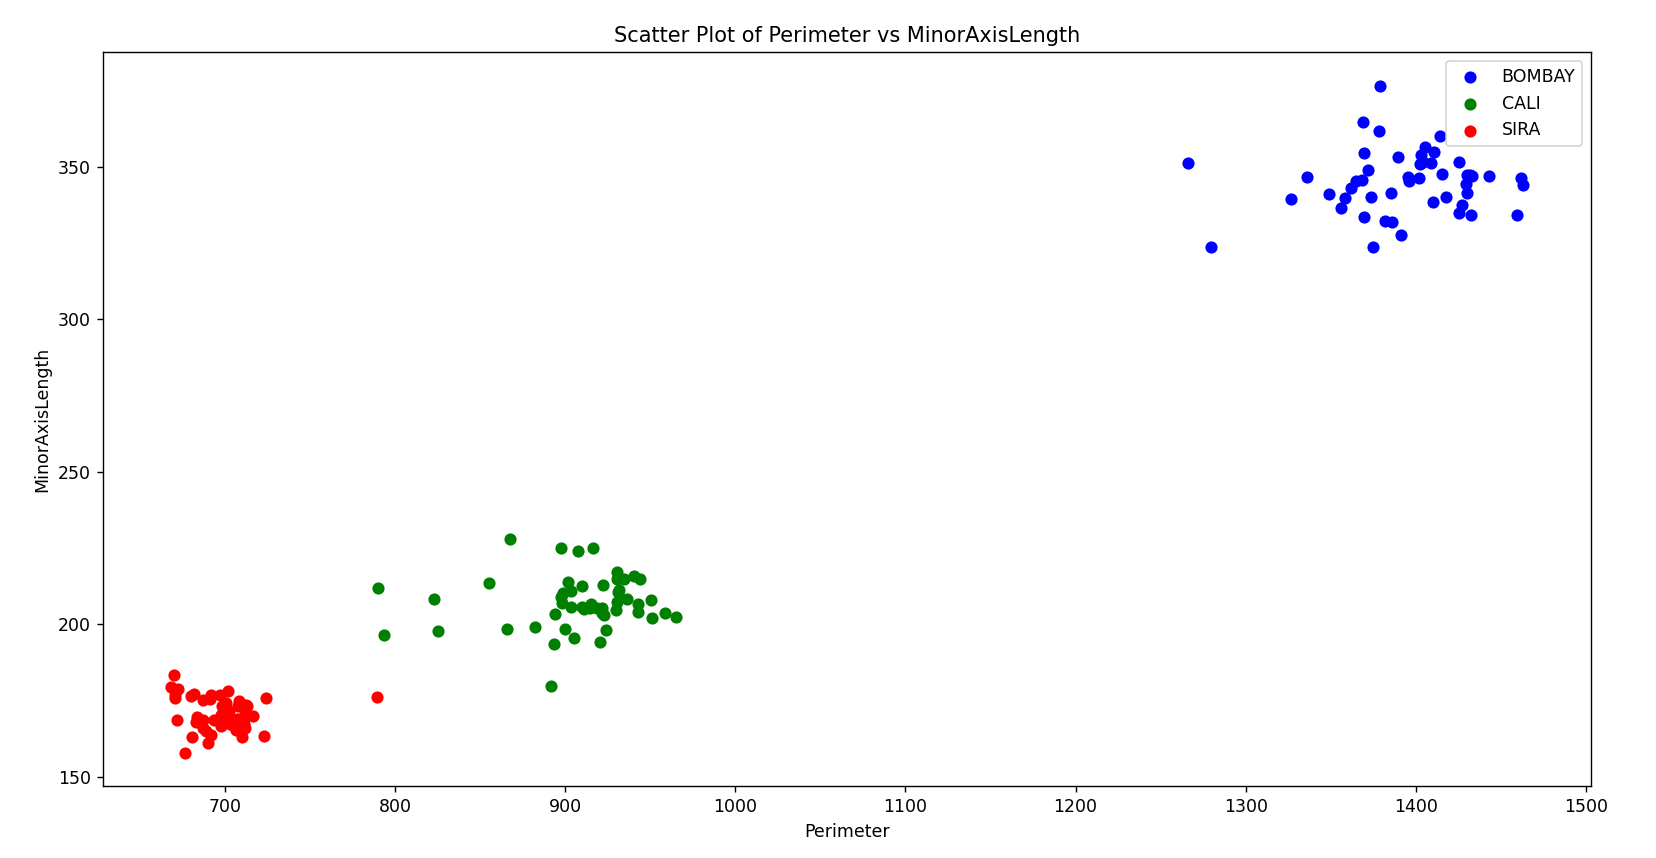 Scatter Plot of Perimeter vs MinorAxisLength
BOMBAY
CALI
SIRA
MinorAxisLength
350
300
250
200
150
700 800 900 1000 1100 1200 1300 1400 1500
Perimeter